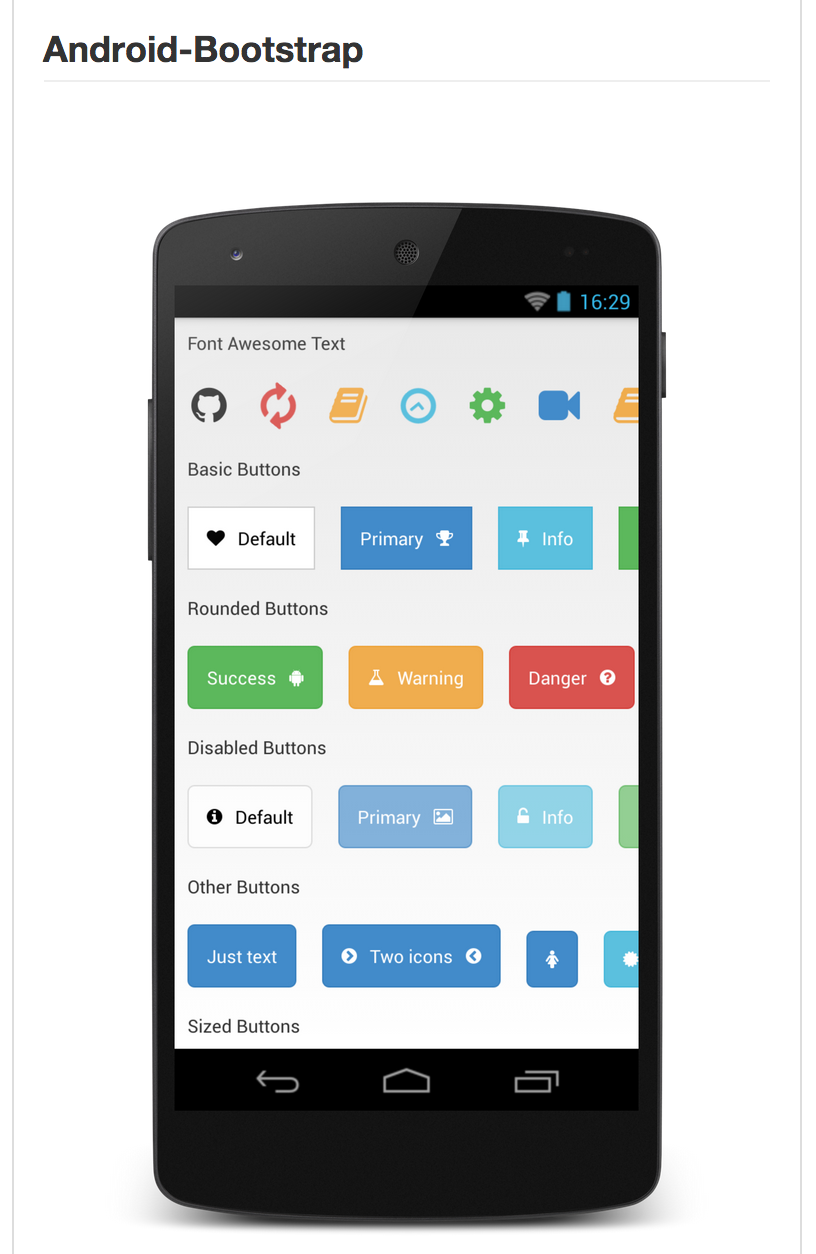 Android-Bootstrap
16:29
Font Awesome Text
Basic Buttons
Default Primary Info
Rounded Buttons
Success Warning Danger
Disabled Buttons
Default Primary Info
Other Buttons
Just text Two icons
Sized Buttons